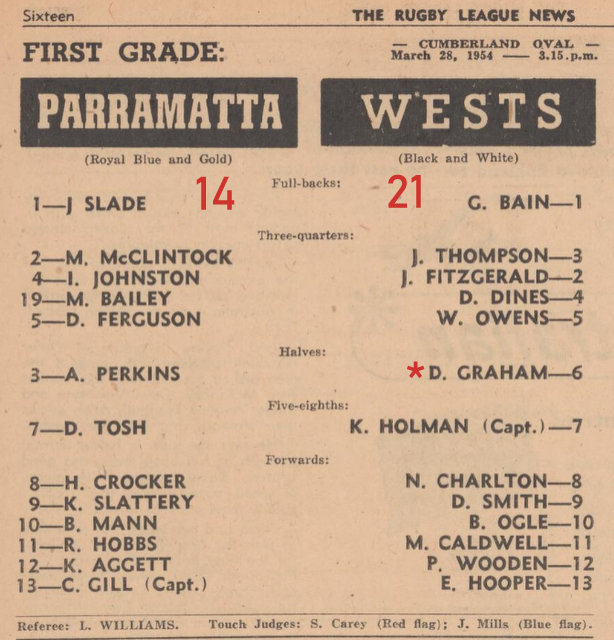 Sixteen THE RUGBY LEAGUE NEWS
FIRST GRADE:
— CUMBERLAND OVAL —
March 28, 1954 —— 3.15 p.m.
PARRAMATTA WESTS
(Royal Blue and Gold) (Black and White)
Full-backs:
14 21
1—J SLADE G. BAIN—1
Three-quarters:
2—M. McCLINTOCK J. THOMPSON—3
4—I. JOHNSTON J. FITZGERALD—2
19—M. BAILEY D. DINES—4
5—D. FERGUSON W. OWENS—5
Halves:
3—A. PERKINS *D. GRAHAM—6
Five-eighths:
7—D. TOSH K. HOLMAN (Capt.)—7
Forwards:
8—H. CROCKER N. CHARLTON—8
9—K. SLATTERY D. SMITH—9
10—B. MANN B. OGLE—10
11—R. HOBBS M. CALDWELL—11
12—K. AGGETT P. WOODEN—12
13—C. GILL (Capt.) E. HOOPER—13
Referee: L. WILLIAMS. Touch Judges: S. Carey (Red flag); J. Mills (Blue flag).